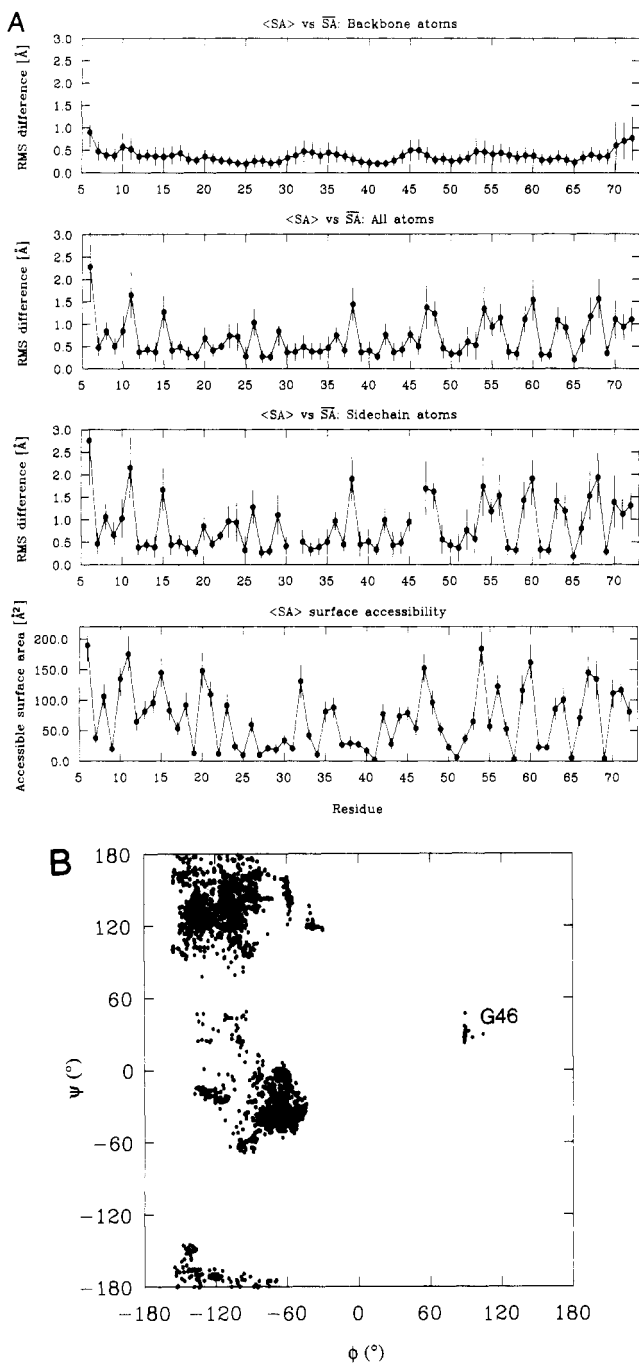 A
<SA> vs S̅A̅: Backbone atoms
RMS difference [Å]
3.0
2.5
2.0
1.5
1.0
0.5
0.0
5 10 15 20 25 30 35 40 45 50 55 60 65 70
<SA> vs S̅A̅: All atoms
RMS difference [Å]
3.0
2.5
2.0
1.5
1.0
0.5
0.0
5 10 15 20 25 30 35 40 45 50 55 60 65 70
<SA> vs S̅A̅: Sidechain atoms
RMS difference [Å]
3.0
2.5
2.0
1.5
1.0
0.5
0.0
5 10 15 20 25 30 35 40 45 50 55 60 65 70
<SA> surface accessibility
Accessible surface area [Å²]
200.0
150.0
100.0
50.0
0.0
5 10 15 20 25 30 35 40 45 50 55 60 65 70
Residue
B
180
120
60
0
−60
−120
−180
ψ (°)
G46
−180 −120 −60 0 60 120 180
ϕ (°)